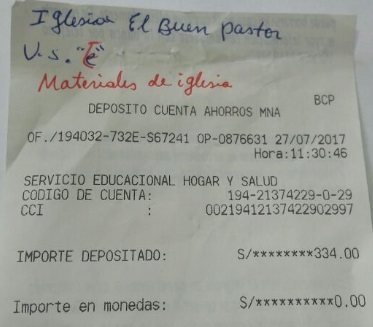 Iglesia El Buen pastor
U.S. "E"
Materiales de iglesia
BCP
DEPOSITO CUENTA AHORROS MNA
OF./194032-732E-S67241 OP-0876631 27/07/2017
Hora:11:30:46
SERVICIO EDUCACIONAL HOGAR Y SALUD
CODIGO DE CUENTA: 194-21374229-0-29
CCI : 00219412137422902997
IMPORTE DEPOSITADO: S/********334.00
Importe en monedas: S/**********0.00